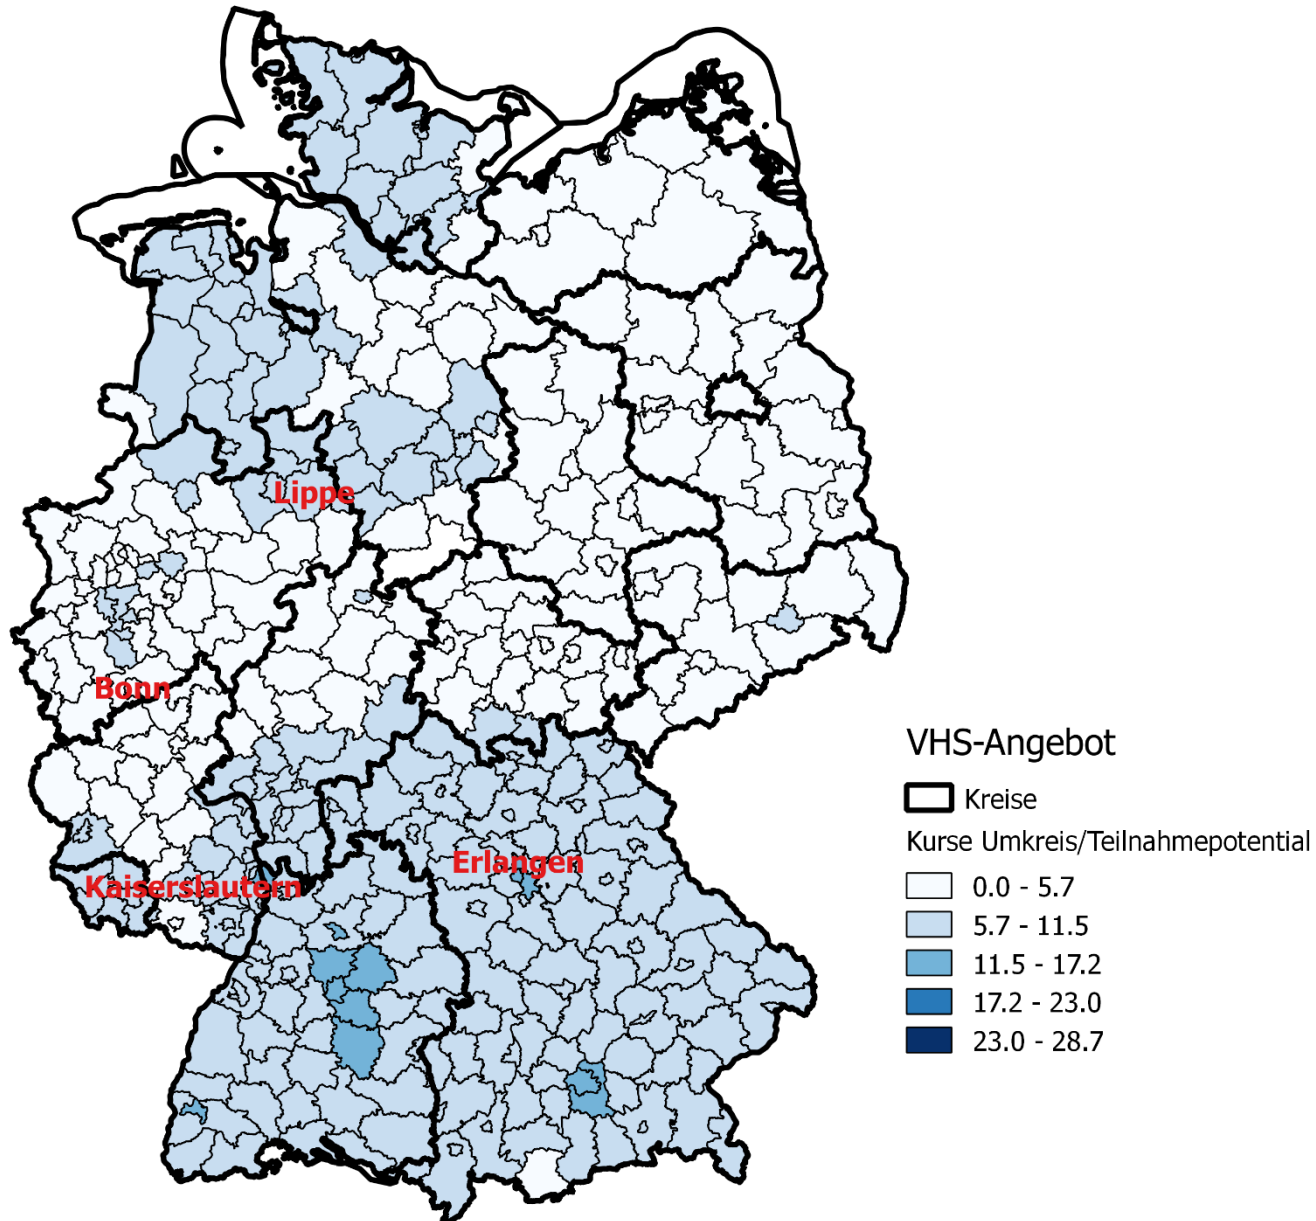 Lippe
Bonn
VHS-Angebot
Kreise
Kurse Umkreis/Teilnahmepotential
Erlangen
Kaiserslautern
0.0 - 5.7
5.7 - 11.5
11.5 - 17.2
17.2 - 23.0
23.0 - 28.7